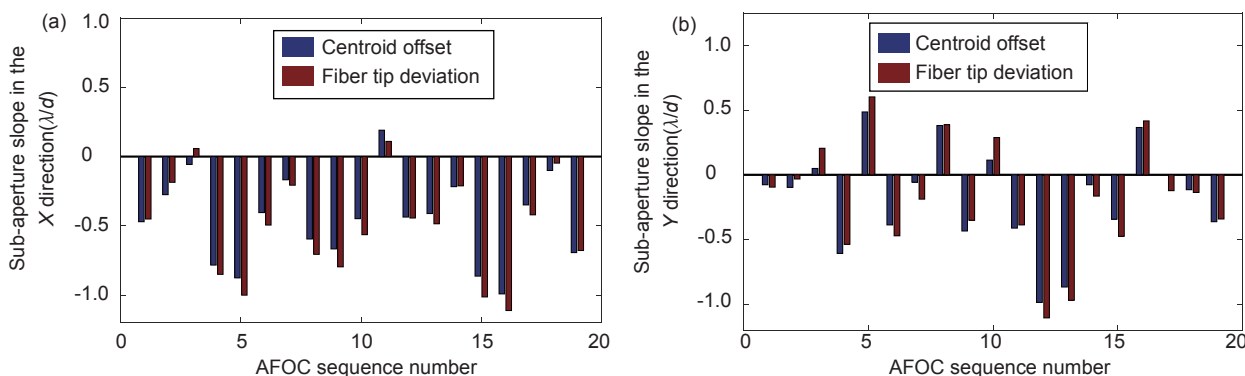 (a)
1.0
0.5
0
-0.5
-1.0
Sub-aperture slope in the
X direction(λ/d)
Centroid offset
Fiber tip deviation
0 5 10 15 20
AFOC sequence number
(b)
1.0
0.5
0
-0.5
-1.0
Sub-aperture slope in the
Y direction(λ/d)
Centroid offset
Fiber tip deviation
0 5 10 15 20
AFOC sequence number